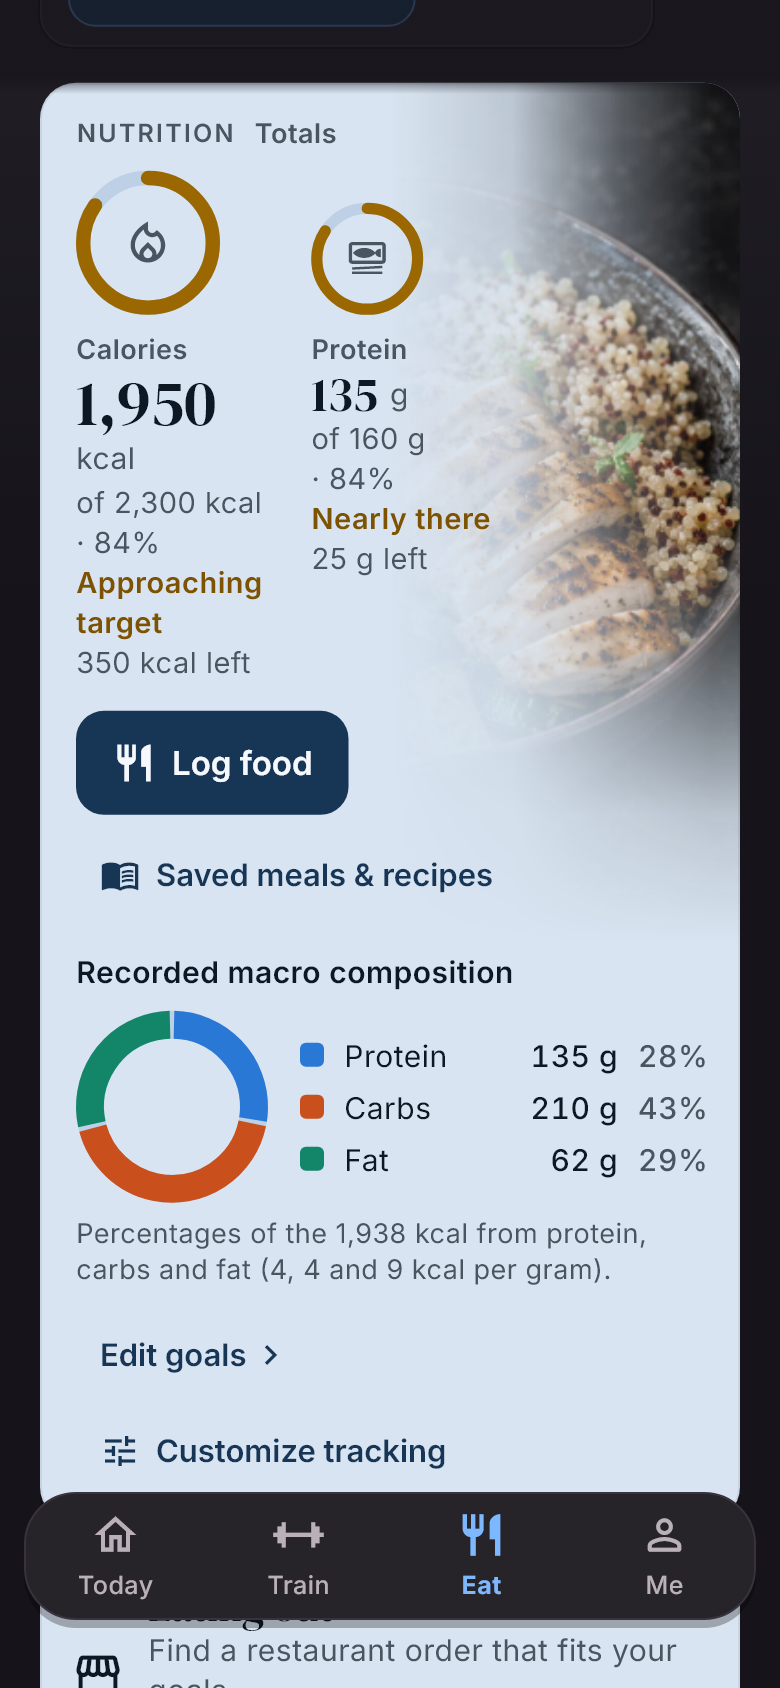 NUTRITION Totals
Calories
1,950
kcal
of 2,300 kcal
· 84%
Approaching
target
350 kcal left
Protein
135 g
of 160 g
· 84%
Nearly there
25 g left
Log food
Saved meals & recipes
Recorded macro composition
Protein 135 g 28%
Carbs 210 g 43%
Fat 62 g 29%
Percentages of the 1,938 kcal from protein,
carbs and fat (4, 4 and 9 kcal per gram).
Edit goals
Customize tracking
Today
Train
Eat
Me
Find a restaurant order that fits your